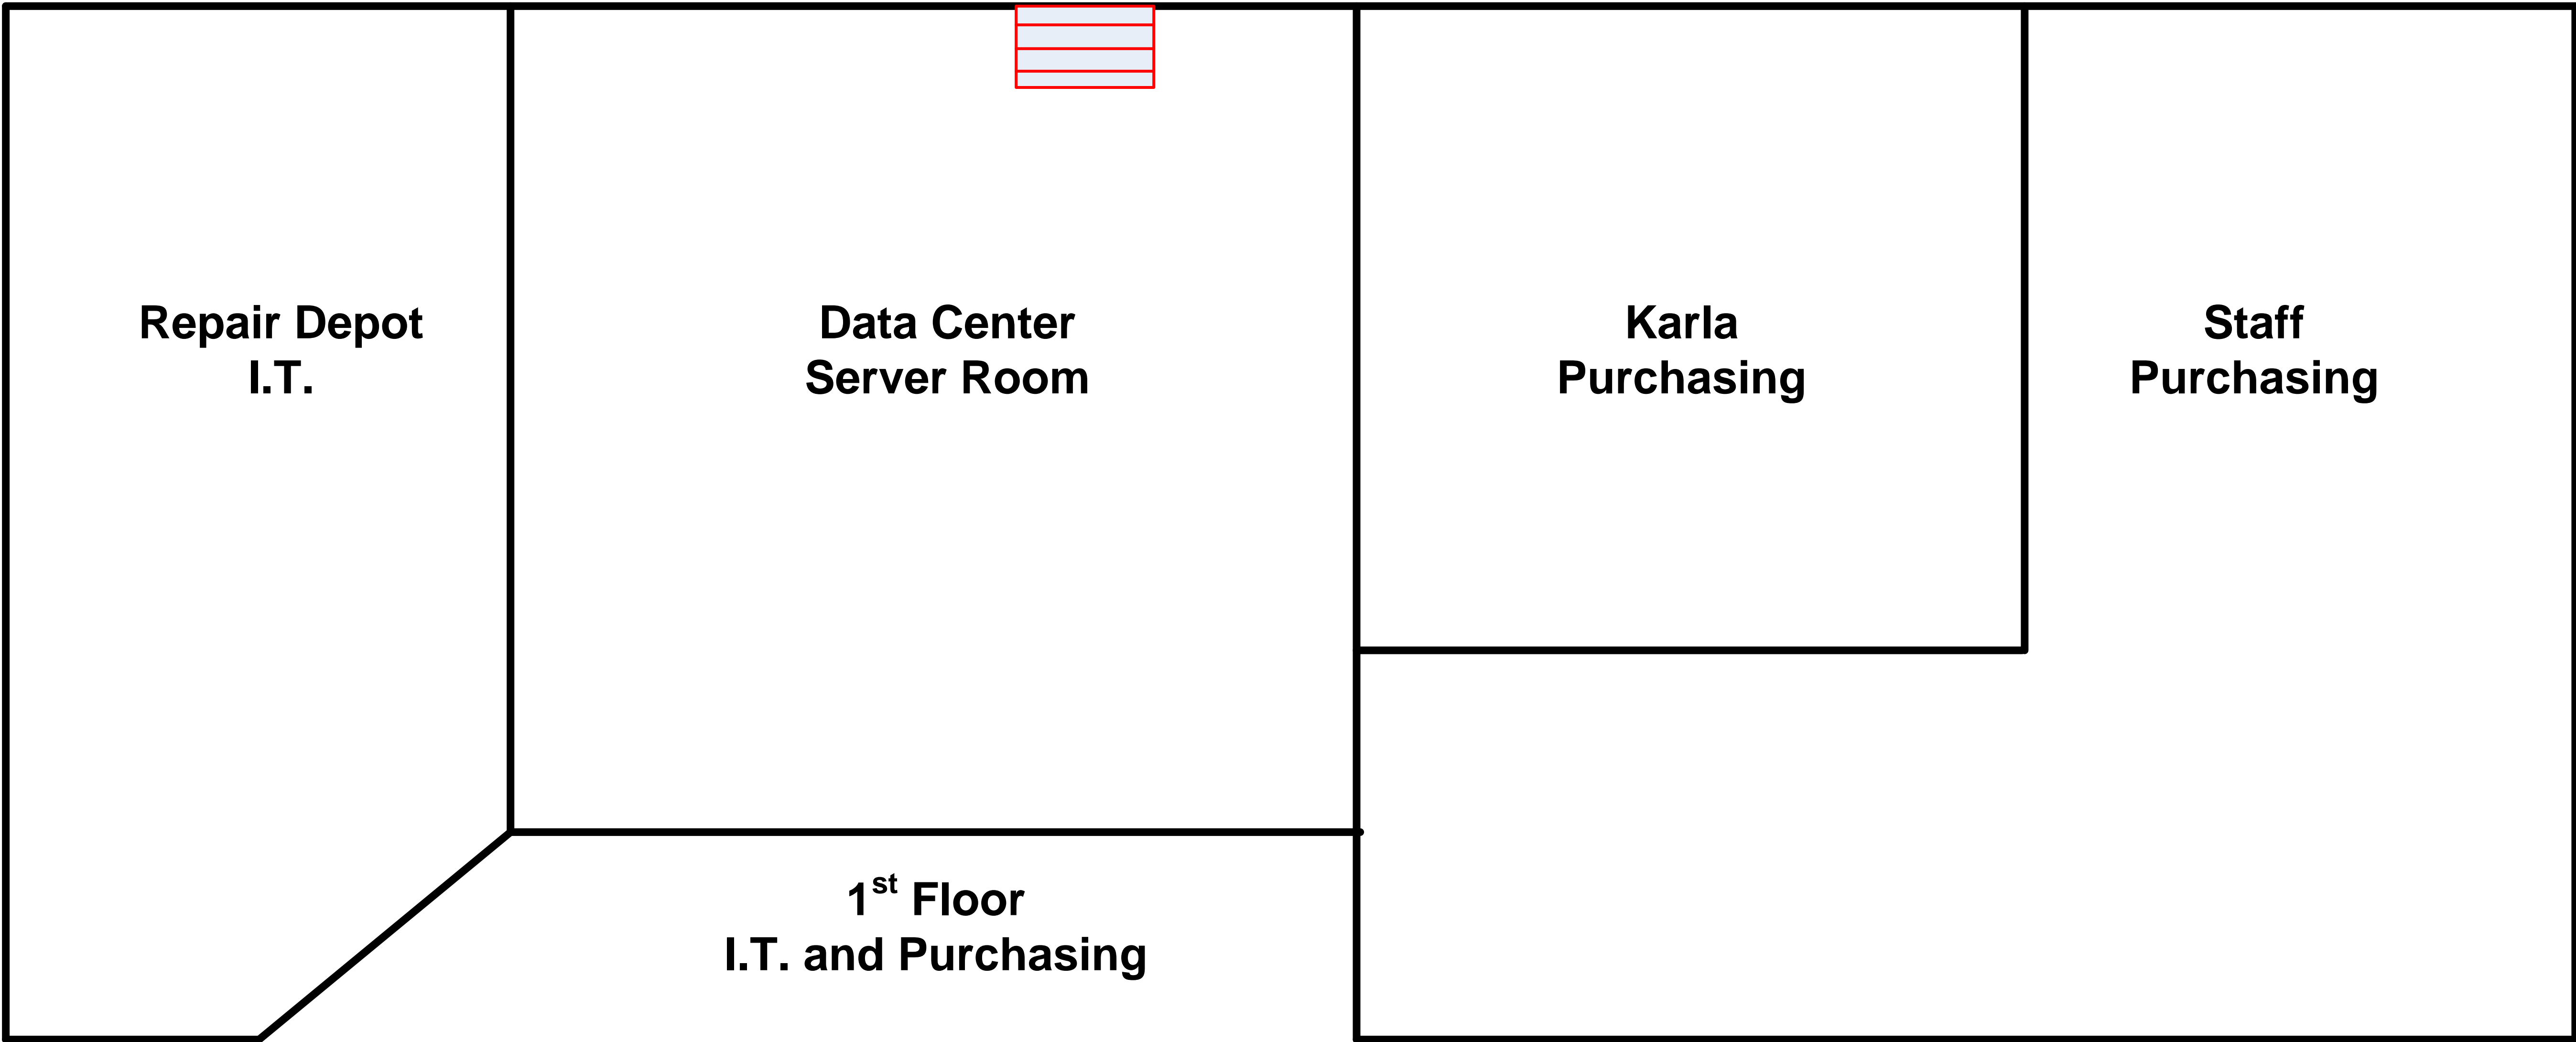 Repair Depot
I.T.
Data Center
Server Room
Karla
Purchasing
Staff
Purchasing
1st Floor
I.T. and Purchasing